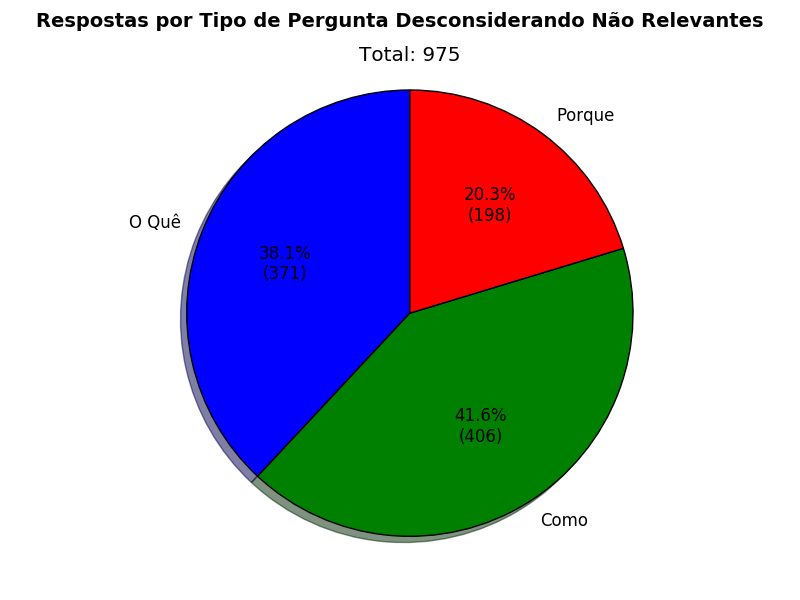 Respostas por Tipo de Pergunta Desconsiderando Não Relevantes
Total: 975
Porque
20.3%
(198)
O Quê
38.1%
(371)
41.6%
(406)
Como